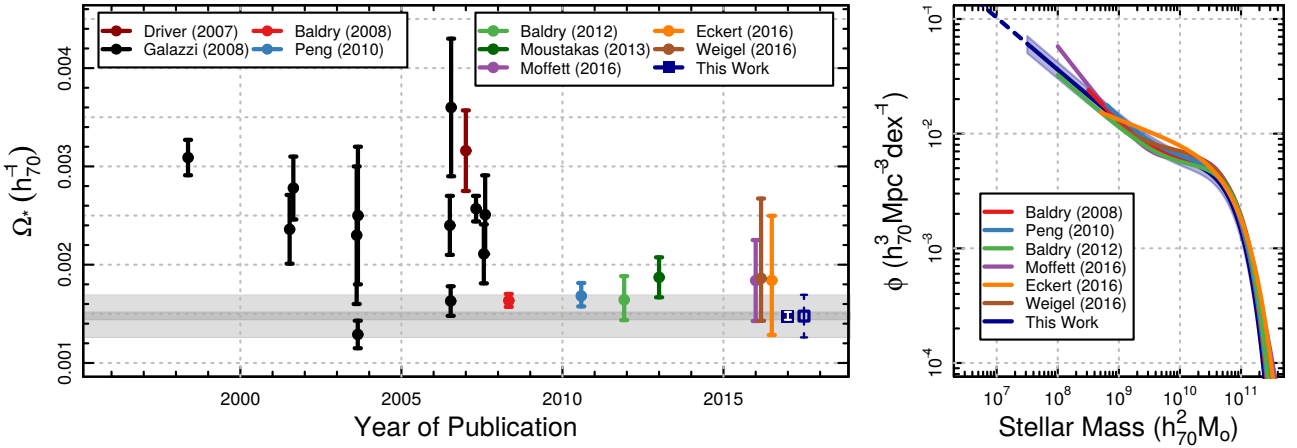 Driver (2007)
Galazzi (2008)
Baldry (2008)
Peng (2010)
Baldry (2012)
Moustakas (2013)
Moffett (2016)
Eckert (2016)
Weigel (2016)
This Work
0.004
0.003
0.002
0.001
Ω* (h₇₀⁻¹)
2000
2005
2010
2015
Year of Publication
10⁻¹
10⁻²
10⁻³
10⁻⁴
ϕ (h³₇₀Mpc⁻³dex⁻¹)
Baldry (2008)
Peng (2010)
Baldry (2012)
Moffett (2016)
Eckert (2016)
Weigel (2016)
This Work
10⁷
10⁸
10⁹
10¹⁰
10¹¹
Stellar Mass (h²₇₀Mₒ)